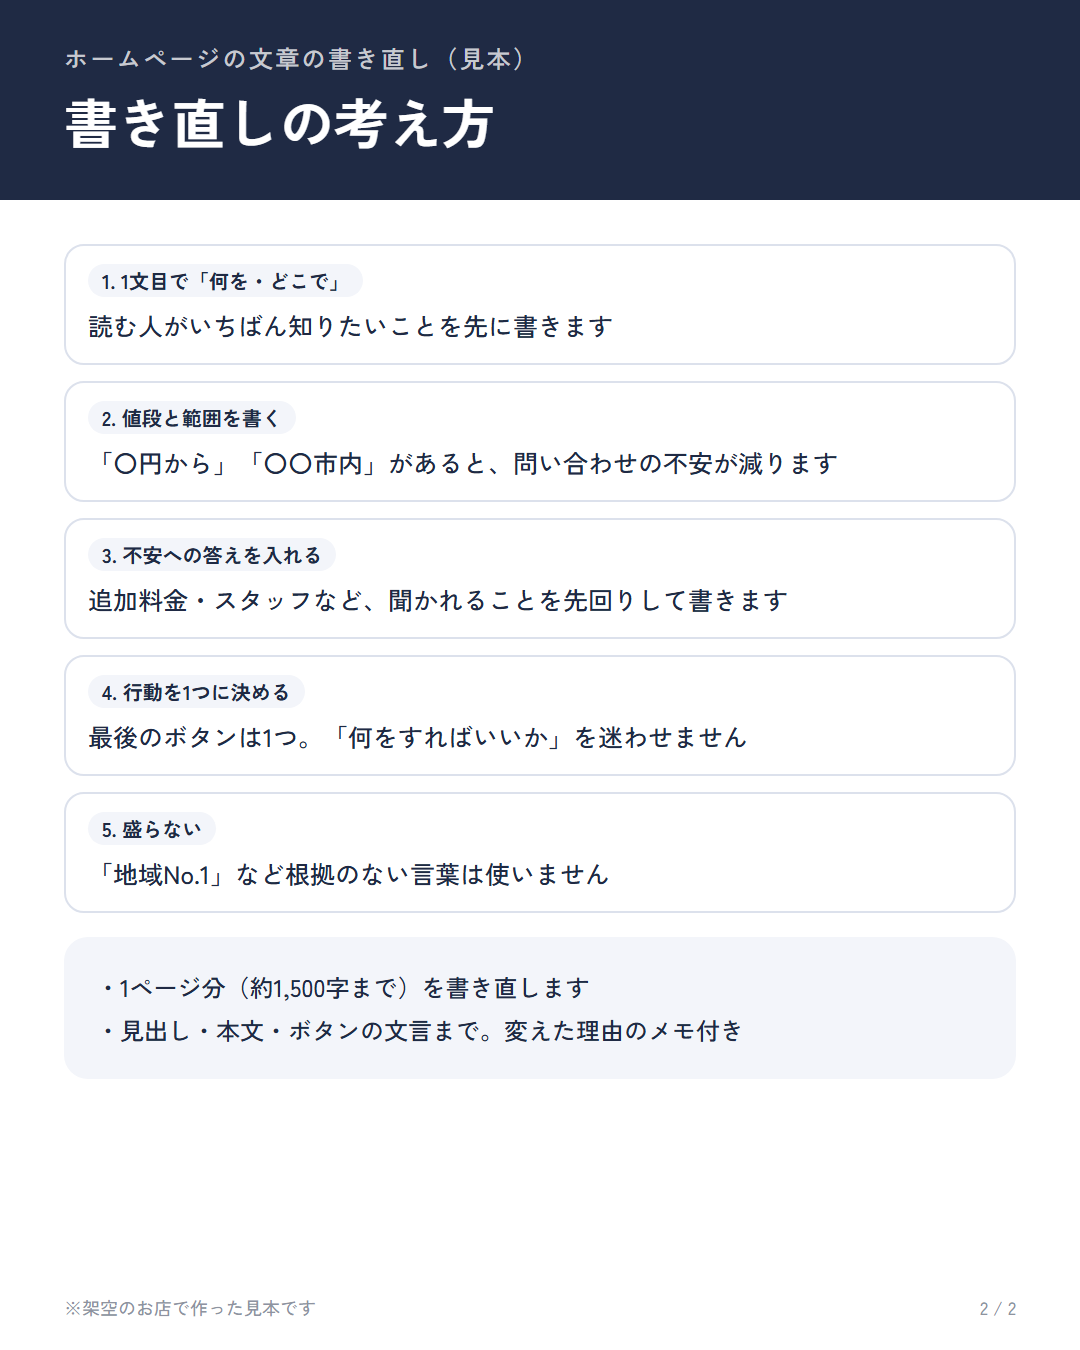 ホームページの文章の書き直し（見本）
書き直しの考え方
1. 1文目で「何を・どこで」
読む人がいちばん知りたいことを先に書きます
2. 値段と範囲を書く
「〇円から」「〇〇市内」があると、問い合わせの不安が減ります
3. 不安への答えを入れる
追加料金・スタッフなど、聞かれることを先回りして書きます
4. 行動を1つに決める
最後のボタンは1つ。「何をすればいいか」を迷わせません
5. 盛らない
「地域No.1」など根拠のない言葉は使いません
・1ページ分（約1,500字まで）を書き直します
・見出し・本文・ボタンの文言まで。変えた理由のメモ付き
※架空のお店で作った見本です
2 / 2